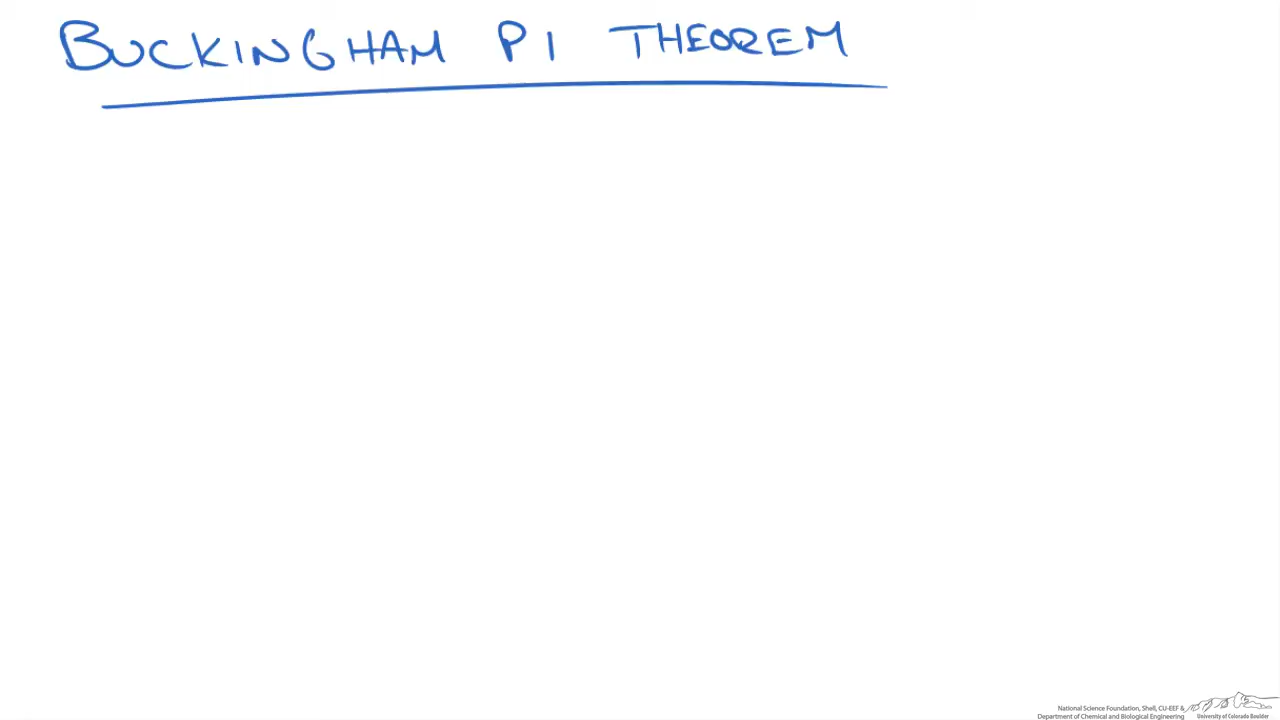 BUCKINGHAM PI THEOREM
National Science Foundation, Shell, CU-EEF &
Department of Chemical and Biological Engineering
University of Colorado Boulder